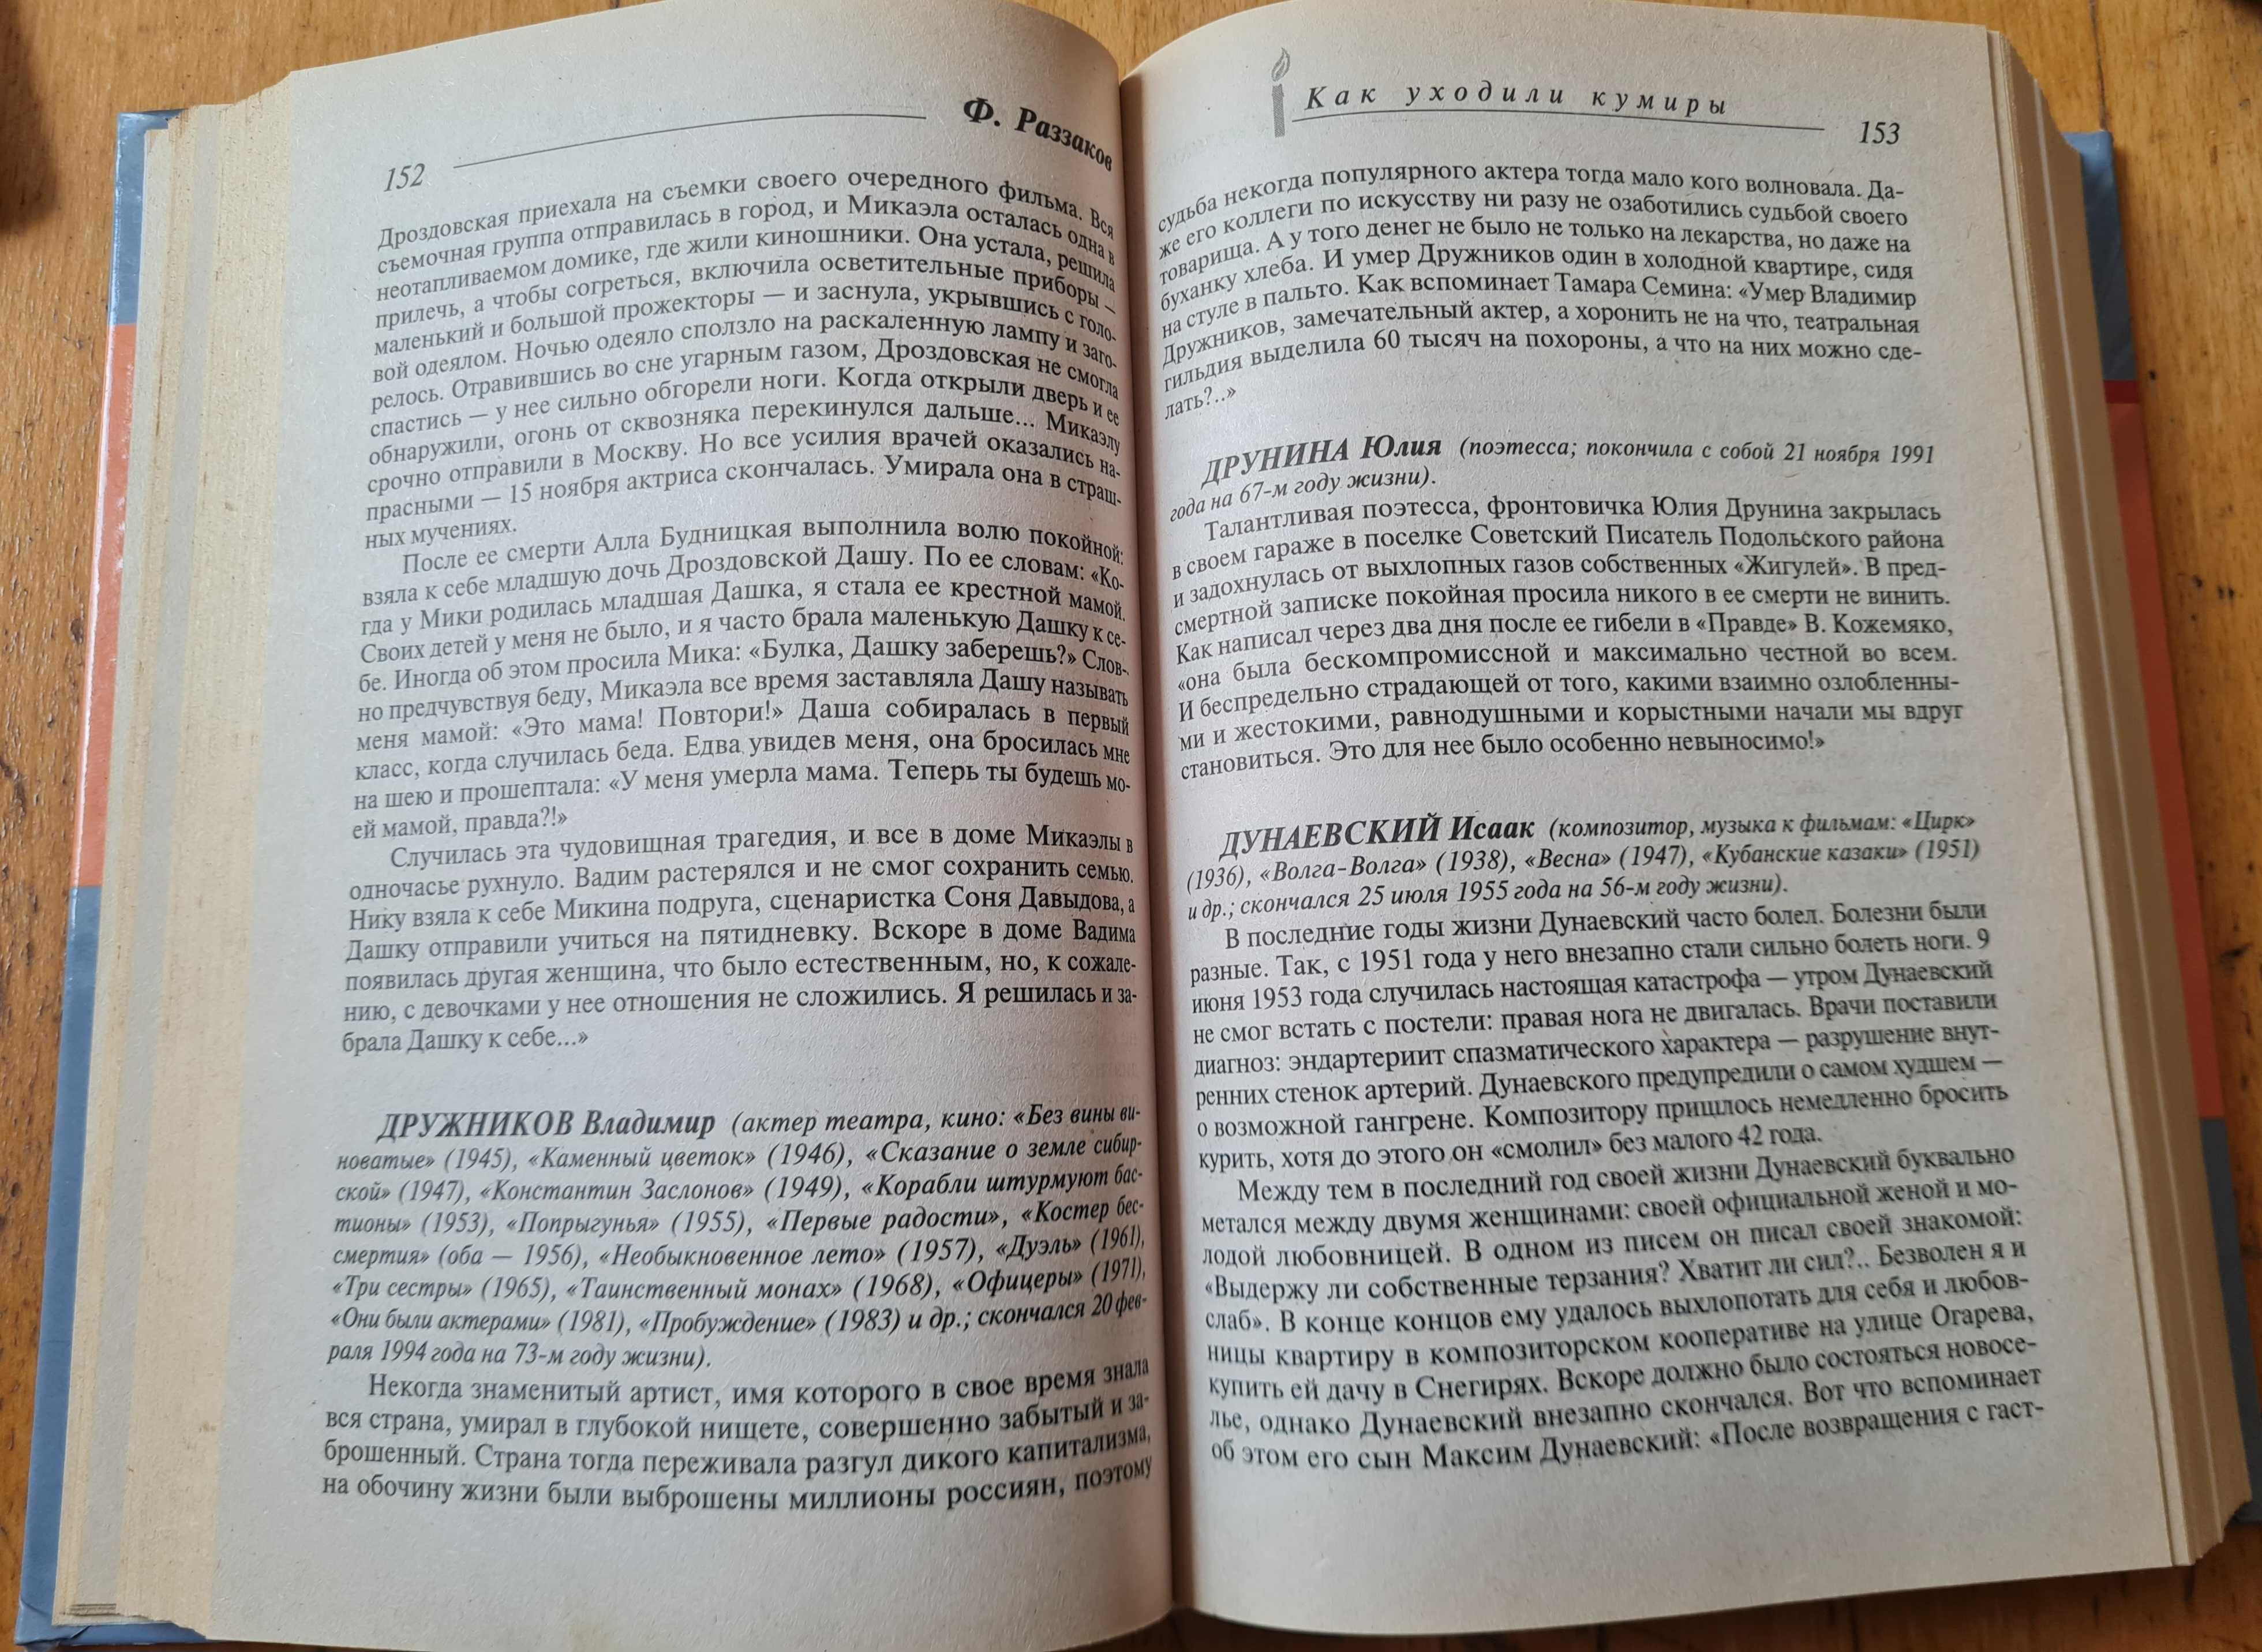 152
Ф. Раззаков
Дроздовская приехала на съемки своего очередного фильма. Вся
съемочная группа отправилась в город, и Микаэла осталась одна в
неотапливаемом домике, где жили киношники. Она устала, решила
прилечь, а чтобы согреться, включила осветительные приборы —
маленький и большой прожекторы — и заснула, укрывшись с голо-
вой одеялом. Ночью одеяло сползло на раскаленную лампу и заго-
релось. Отравившись во сне угарным газом, Дроздовская не смогла
спастись — у нее сильно обгорели ноги. Когда открыли дверь и ее
обнаружили, огонь от сквозняка перекинулся дальше... Микаэлу
срочно отправили в Москву. Но все усилия врачей оказались на-
прасными — 15 ноября актриса скончалась. Умирала она в страш-
ных мучениях.
После ее смерти Алла Будницкая выполнила волю покойной:
взяла к себе младшую дочь Дроздовской Дашу. По ее словам: «Ко-
гда у Мики родилась младшая Дашка, я стала ее крестной мамой.
Своих детей у меня не было, и я часто брала маленькую Дашку к се-
бе. Иногда об этом просила Мика: «Булка, Дашку заберешь?» Слов-
но предчувствуя беду, Микаэла все время заставляла Дашу называть
меня мамой: «Это мама! Повтори!» Даша собиралась в первый
класс, когда случилась беда. Едва увидев меня, она бросилась мне
на шею и прошептала: «У меня умерла мама. Теперь ты будешь мо-
ей мамой, правда?!»
Случилась эта чудовищная трагедия, и все в доме Микаэлы в
одночасье рухнуло. Вадим растерялся и не смог сохранить семью.
Нику взяла к себе Микина подруга, сценаристка Соня Давыдова, а
Дашку отправили учиться на пятидневку. Вскоре в доме Вадима
появилась другая женщина, что было естественным, но, к сожале-
нию, с девочками у нее отношения не сложились. Я решилась и за-
брала Дашку к себе...»
ДРУЖНИКОВ Владимир (актер театра, кино: «Без вины ви-
новатые» (1945), «Каменный цветок» (1946), «Сказание о земле сибир-
ской» (1947), «Константин Заслонов» (1949), «Корабли штурмуют бас-
тионы» (1953), «Попрыгунья» (1955), «Первые радости», «Костер бес-
смертия» (оба — 1956), «Необыкновенное лето» (1957), «Дуэль» (1961),
«Три сестры» (1965), «Таинственный монах» (1968), «Офицеры» (1971),
«Они были актерами» (1981), «Пробуждение» (1983) и др.; скончался 20 фев-
раля 1994 года на 73-м году жизни).
Некогда знаменитый артист, имя которого в свое время знала
вся страна, умирал в глубокой нищете, совершенно забытый и за-
брошенный. Страна тогда переживала разгул дикого капитализма,
на обочину жизни были выброшены миллионы россиян, поэтому
Как уходили кумиры
153
судьба некогда популярного актера тогда мало кого волновала. Да-
же его коллеги по искусству ни разу не озаботились судьбой своего
товарища. А у того денег не было не только на лекарства, но даже на
буханку хлеба. И умер Дружников один в холодной квартире, сидя
на стуле в пальто. Как вспоминает Тамара Семина: «Умер Владимир
Дружников, замечательный актер, а хоронить не на что, театральная
гильдия выделила 60 тысяч на похороны, а что на них можно сде-
лать?..»
ДРУНИНА Юлия (поэтесса; покончила с собой 21 ноября 1991
года на 67-м году жизни).
Талантливая поэтесса, фронтовичка Юлия Друнина закрылась
в своем гараже в поселке Советский Писатель Подольского района
и задохнулась от выхлопных газов собственных «Жигулей». В пред-
смертной записке покойная просила никого в ее смерти не винить.
Как написал через два дня после ее гибели в «Правде» В. Кожемяко,
«она была бескомпромиссной и максимально честной во всем.
И беспредельно страдающей от того, какими взаимно озлобленны-
ми и жестокими, равнодушными и корыстными начали мы вдруг
становиться. Это для нее было особенно невыносимо!»
ДУНАЕВСКИЙ Исаак (композитор, музыка к фильмам: «Цирк»
(1936), «Волга-Волга» (1938), «Весна» (1947), «Кубанские казаки» (1951)
и др.; скончался 25 июля 1955 года на 56-м году жизни).
В последние годы жизни Дунаевский часто болел. Болезни были
разные. Так, с 1951 года у него внезапно стали сильно болеть ноги. 9
июня 1953 года случилась настоящая катастрофа — утром Дунаевский
не смог встать с постели: правая нога не двигалась. Врачи поставили
диагноз: эндартериит спазматического характера — разрушение внут-
ренних стенок артерий. Дунаевского предупредили о самом худшем —
о возможной гангрене. Композитору пришлось немедленно бросить
курить, хотя до этого он «смолил» без малого 42 года.
Между тем в последний год своей жизни Дунаевский буквально
метался между двумя женщинами: своей официальной женой и мо-
лодой любовницей. В одном из писем он писал своей знакомой:
«Выдержу ли собственные терзания? Хватит ли сил?.. Безволен я и
слаб». В конце концов ему удалось выхлопотать для себя и любов-
ницы квартиру в композиторском кооперативе на улице Огарева,
купить ей дачу в Снегирях. Вскоре должно было состояться новосе-
лье, однако Дунаевский внезапно скончался. Вот что вспоминает
об этом его сын Максим Дунаевский: «После возвращения с гаст-